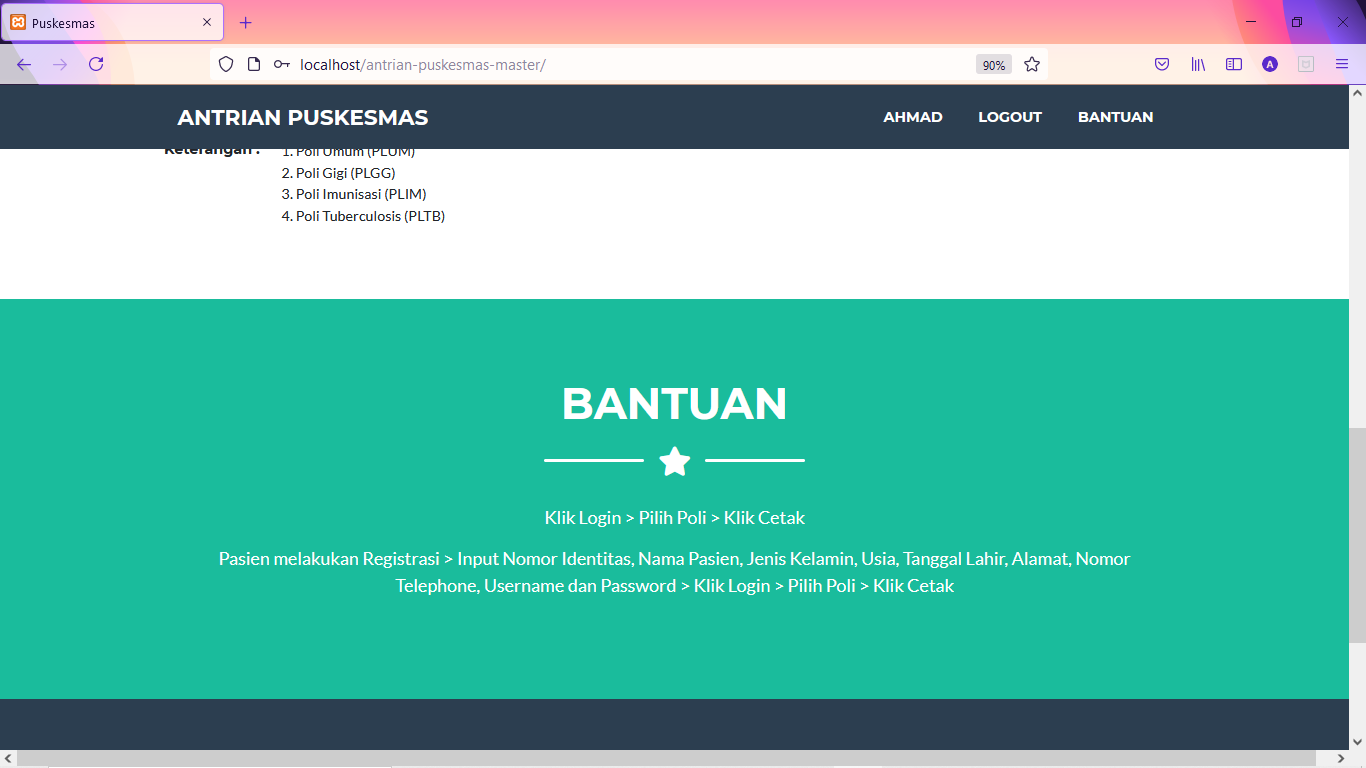 Puskesmas
localhost/antrian-puskesmas-master/
90%
A
ANTRIAN PUSKESMAS
AHMAD
LOGOUT
BANTUAN
Keterangan :
1. Poli Umum (PLUM)
2. Poli Gigi (PLGG)
3. Poli Imunisasi (PLIM)
4. Poli Tuberculosis (PLTB)
BANTUAN
Klik Login > Pilih Poli > Klik Cetak
Pasien melakukan Registrasi > Input Nomor Identitas, Nama Pasien, Jenis Kelamin, Usia, Tanggal Lahir, Alamat, Nomor
Telephone, Username dan Password > Klik Login > Pilih Poli > Klik Cetak